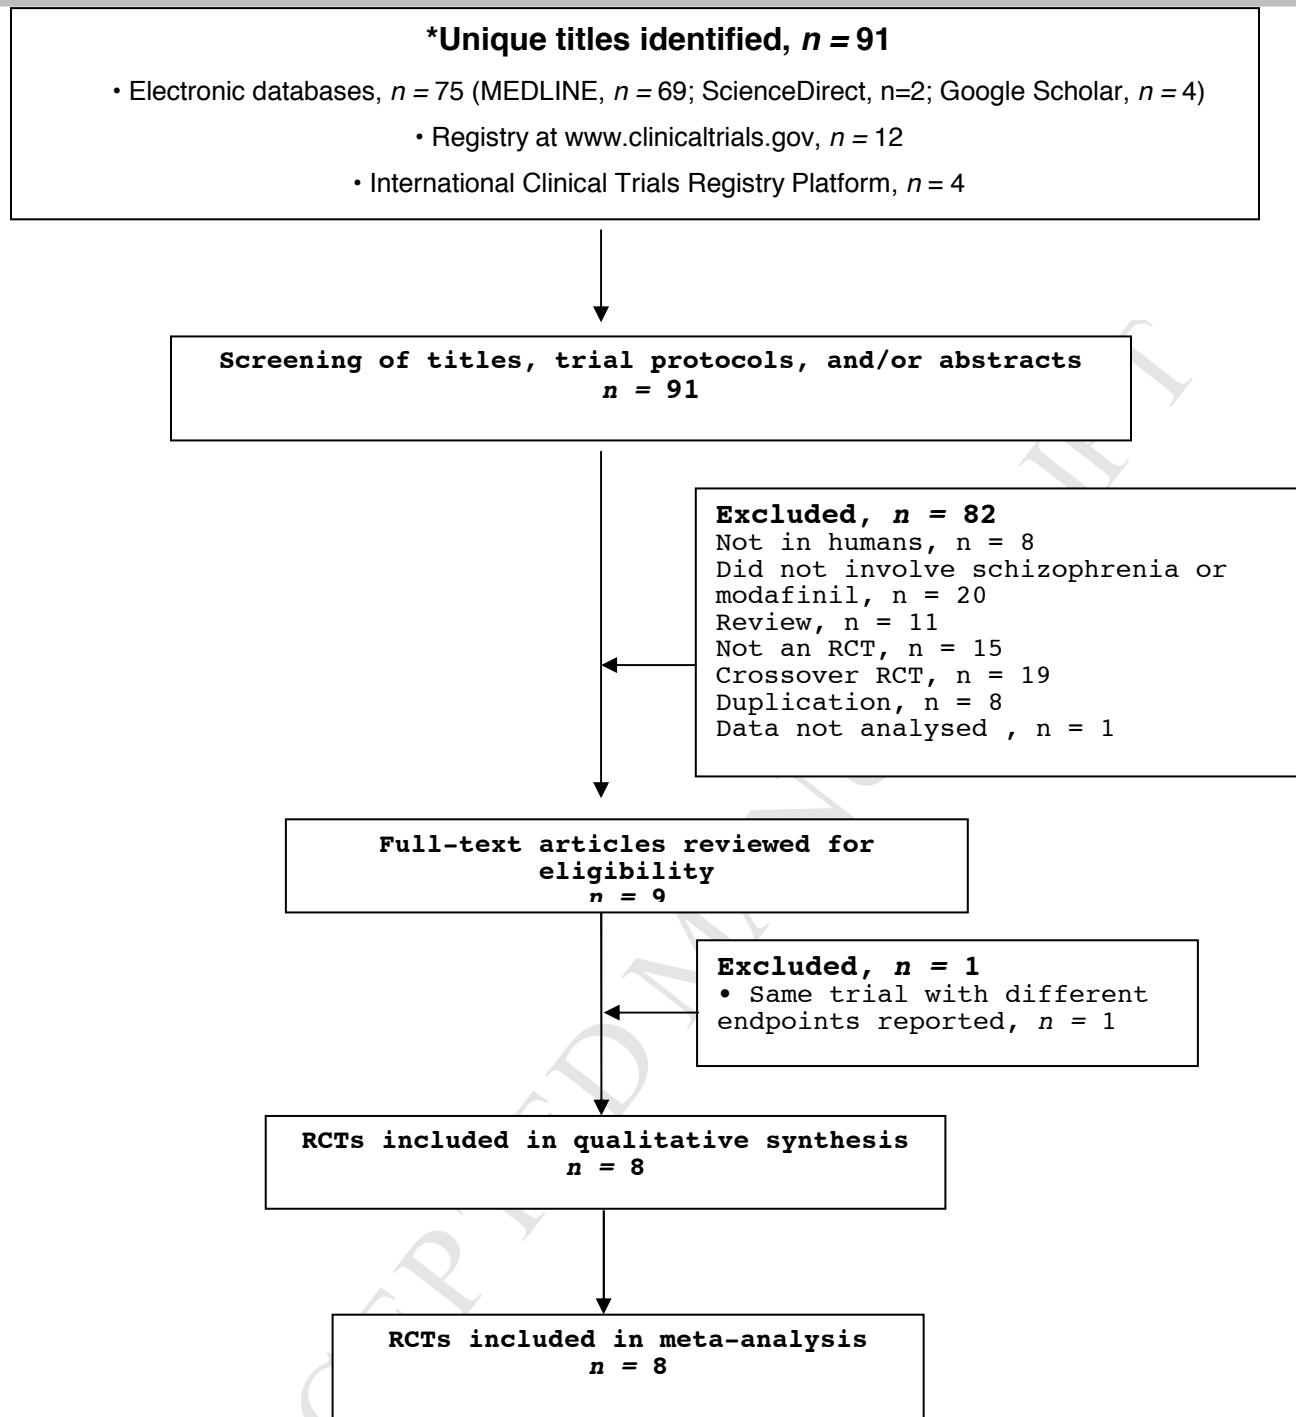 *Unique titles identified, n = 91
• Electronic databases, n = 75 (MEDLINE, n = 69; ScienceDirect, n=2; Google Scholar, n = 4)
• Registry at www.clinicaltrials.gov, n = 12
• International Clinical Trials Registry Platform, n = 4
Screening of titles, trial protocols, and/or abstracts
n = 91
Excluded, n = 82
Not in humans, n = 8
Did not involve schizophrenia or
modafinil, n = 20
Review, n = 11
Not an RCT, n = 15
Crossover RCT, n = 19
Duplication, n = 8
Data not analysed , n = 1
Full-text articles reviewed for
eligibility
n = 9
Excluded, n = 1
• Same trial with different
endpoints reported, n = 1
RCTs included in qualitative synthesis
n = 8
RCTs included in meta-analysis
n = 8